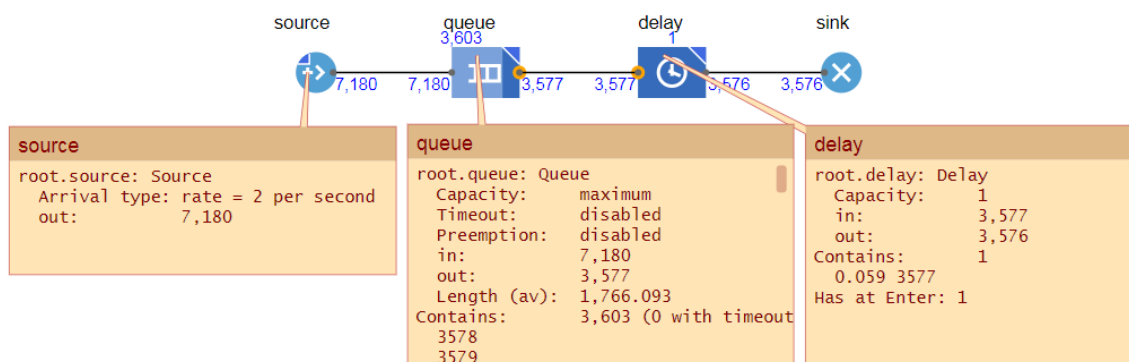 source queue delay sink
3,603 1
7,180 7,180 3,577 3,577 3,576 3,576
source
root.source: Source
Arrival type: rate = 2 per second
out: 7,180
queue
root.queue: Queue
Capacity: maximum
Timeout: disabled
Preemption: disabled
in: 7,180
out: 3,577
Length (av): 1,766.093
Contains: 3,603 (0 with timeout
3578
3579
delay
root.delay: Delay
Capacity: 1
in: 3,577
out: 3,576
Contains: 1
0.059 3577
Has at Enter: 1